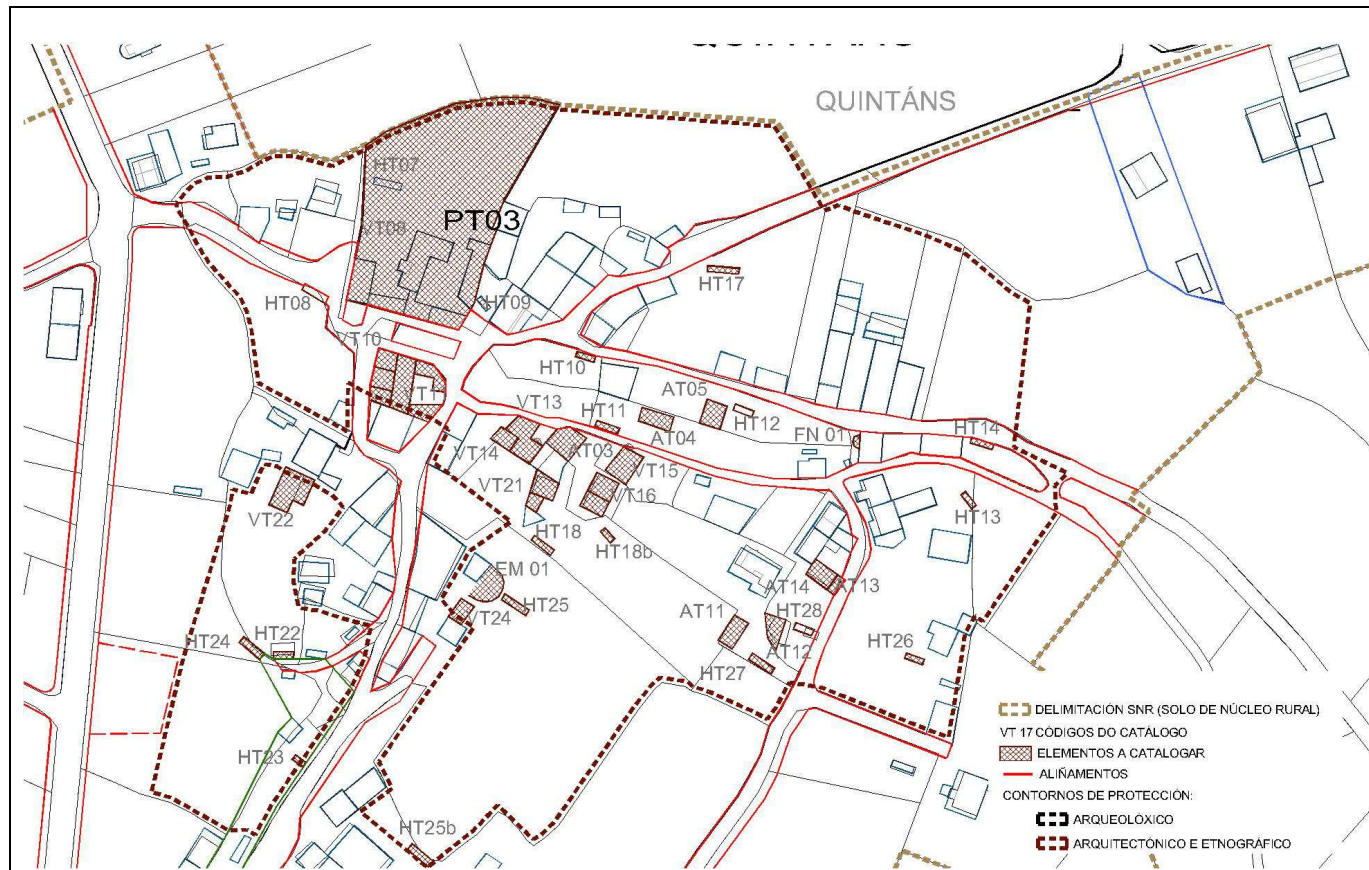 QUINTÁNS
HT07
PT03
VT08
HT17
HT08
HT09
VT10
HT10
VT13
AT05
HT11
HT12
AT04
FN 01
HT14
VT14
AT03
VT15
VT21
VT16
VT22
HT13
HT18
HT18b
EM 01
AT14
AT13
HT25
VT24
AT11
HT28
HT24
HT22
AT12
HT26
HT27
HT23
HT25b
DELIMITACIÓN SNR (SOLO DE NÚCLEO RURAL)
VT 17 CÓDIGOS DO CATÁLOGO
ELEMENTOS A CATALOGAR
ALIÑAMENTOS
CONTORNOS DE PROTECCIÓN:
ARQUEOLÓXICO
ARQUITECTÓNICO E ETNOGRÁFICO